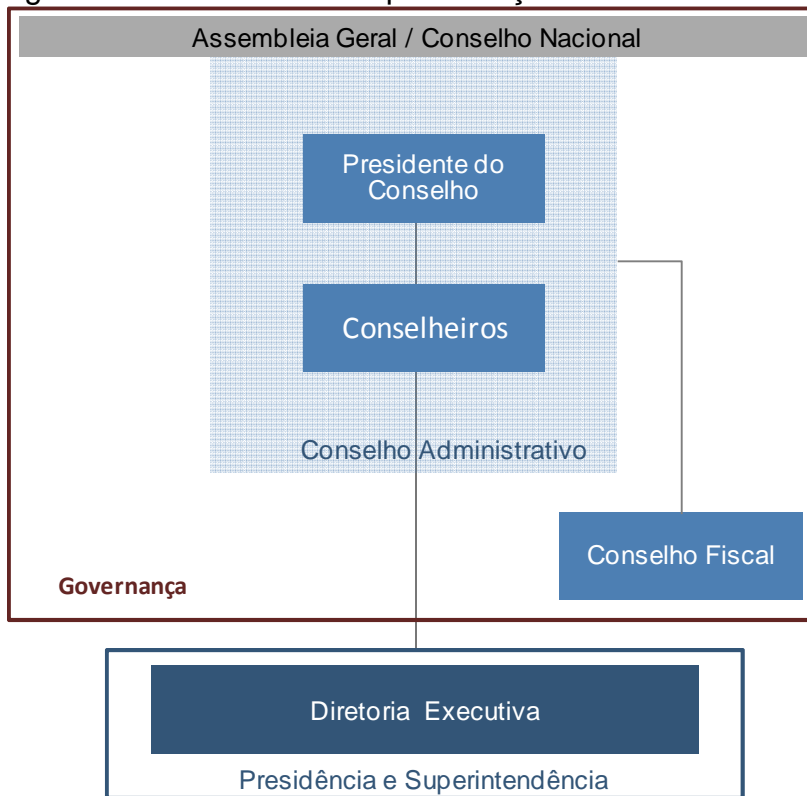 Assembleia Geral / Conselho Nacional
Presidente do
Conselho
Conselheiros
Conselho Administrativo
Conselho Fiscal
Governança
Diretoria Executiva
Presidência e Superintendência